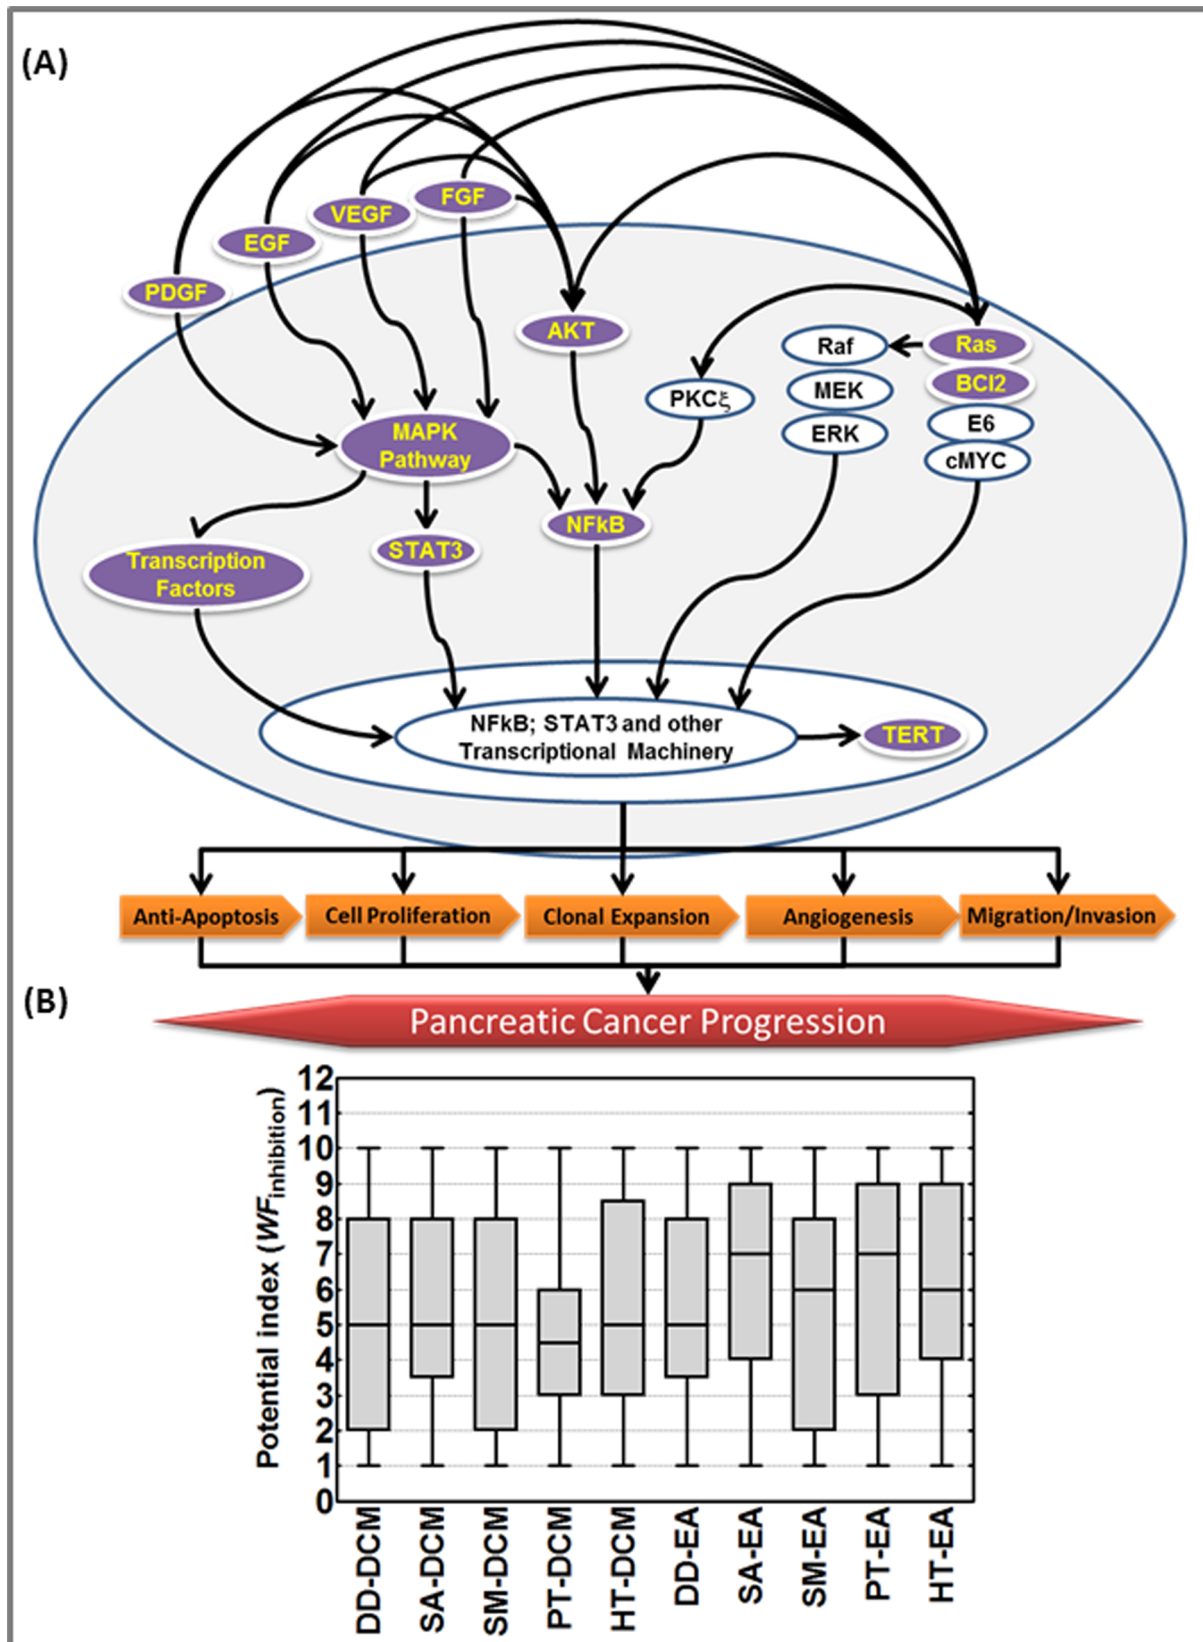 (A)
FGF
VEGF
EGF
PDGF
AKT
Raf
Ras
BCl2
MEK
PKCξ
E6
ERK
MAPK
Pathway
cMYC
NFkB
STAT3
Transcription
Factors
NFkB; STAT3 and other
Transcriptional Machinery
TERT
Anti-Apoptosis
Cell Proliferation
Clonal Expansion
Angiogenesis
Migration/Invasion
(B)
Pancreatic Cancer Progression
Potential index (WFinhibition)
12
11
10
9
8
7
6
5
4
3
2
1
0
DD-DCM
SA-DCM
SM-DCM
PT-DCM
HT-DCM
DD-EA
SA-EA
SM-EA
PT-EA
HT-EA